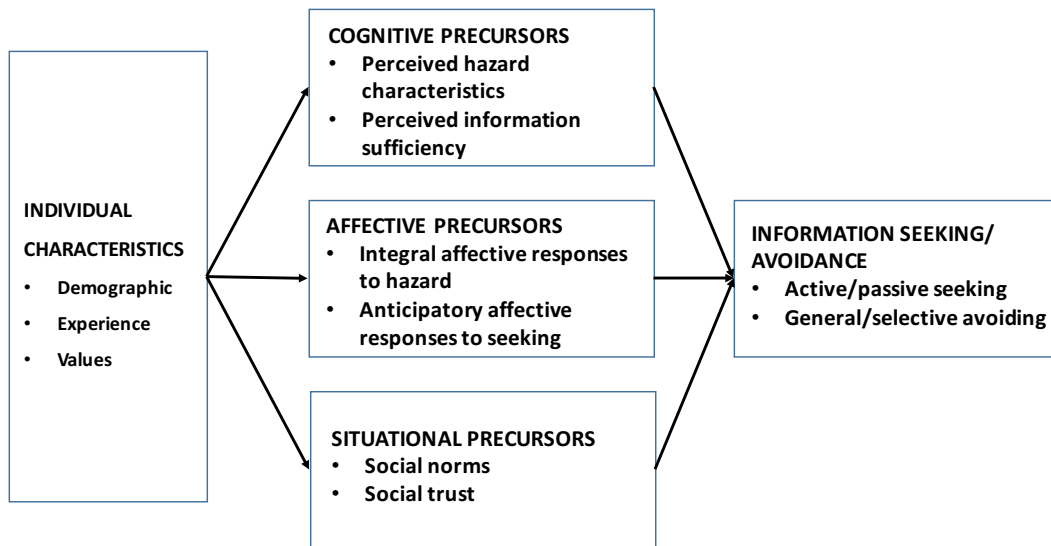 INDIVIDUAL
CHARACTERISTICS
• Demographic
• Experience
• Values
COGNITIVE PRECURSORS
• Perceived hazard
characteristics
• Perceived information
sufficiency
AFFECTIVE PRECURSORS
• Integral affective responses
to hazard
• Anticipatory affective
responses to seeking
SITUATIONAL PRECURSORS
• Social norms
• Social trust
INFORMATION SEEKING/
AVOIDANCE
• Active/passive seeking
• General/selective avoiding